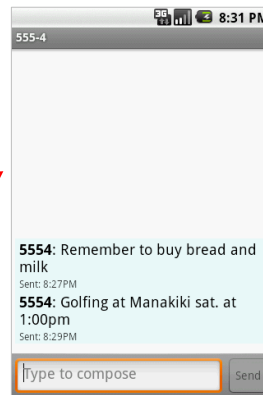 3G 8:31 PM
555-4
5554: Remember to buy bread and
milk
Sent: 8:27PM
5554: Golfing at Manakiki sat. at
1:00pm
Sent: 8:29PM
Type to compose Send